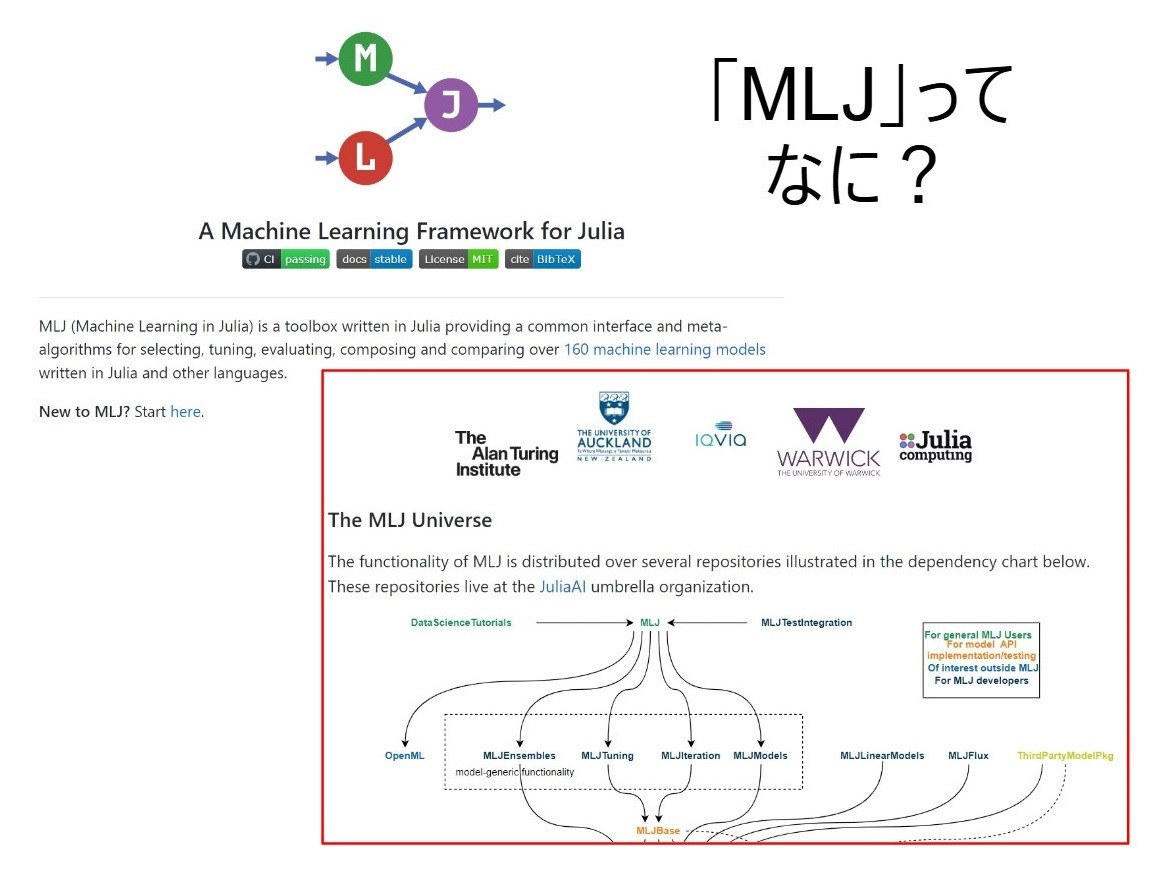 M
J
L
「MLJ」って
なに？
A Machine Learning Framework for Julia
CI passing docs stable License MIT cite BibTeX
MLJ (Machine Learning in Julia) is a toolbox written in Julia providing a common interface and meta-
algorithms for selecting, tuning, evaluating, composing and comparing over 160 machine learning models
written in Julia and other languages.
New to MLJ? Start here.
The
Alan Turing
Institute
THE UNIVERSITY OF
AUCKLAND
NEW ZEALAND
IQVIA
WARWICK
THE UNIVERSITY OF WARWICK
Julia
computing
The MLJ Universe
The functionality of MLJ is distributed over several repositories illustrated in the dependency chart below.
These repositories live at the JuliaAI umbrella organization.
DataScienceTutorials MLJ MLJTestIntegration
For general MLJ Users
For model API
implementation/testing
Of interest outside MLJ
For MLJ developers
OpenML MLJEnsembles MLJTuning MLJIteration MLJModels MLJLinearModels MLJFlux ThirdPartyModelPkg
model-generic functionality
MLJBase